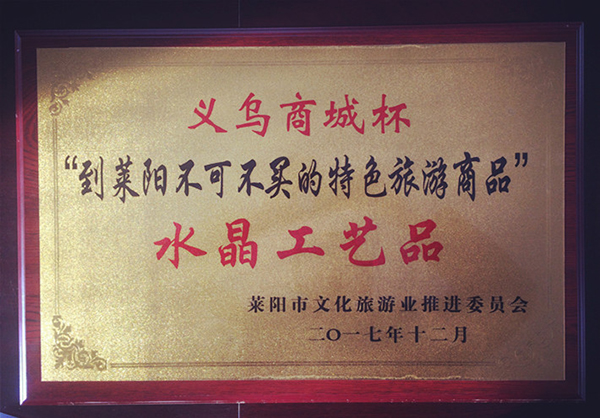 义乌商城杯
“到莱阳不可不买的特色旅游商品”
水晶工艺品
莱阳市文化旅游业推进委员会
二〇一七年十二月